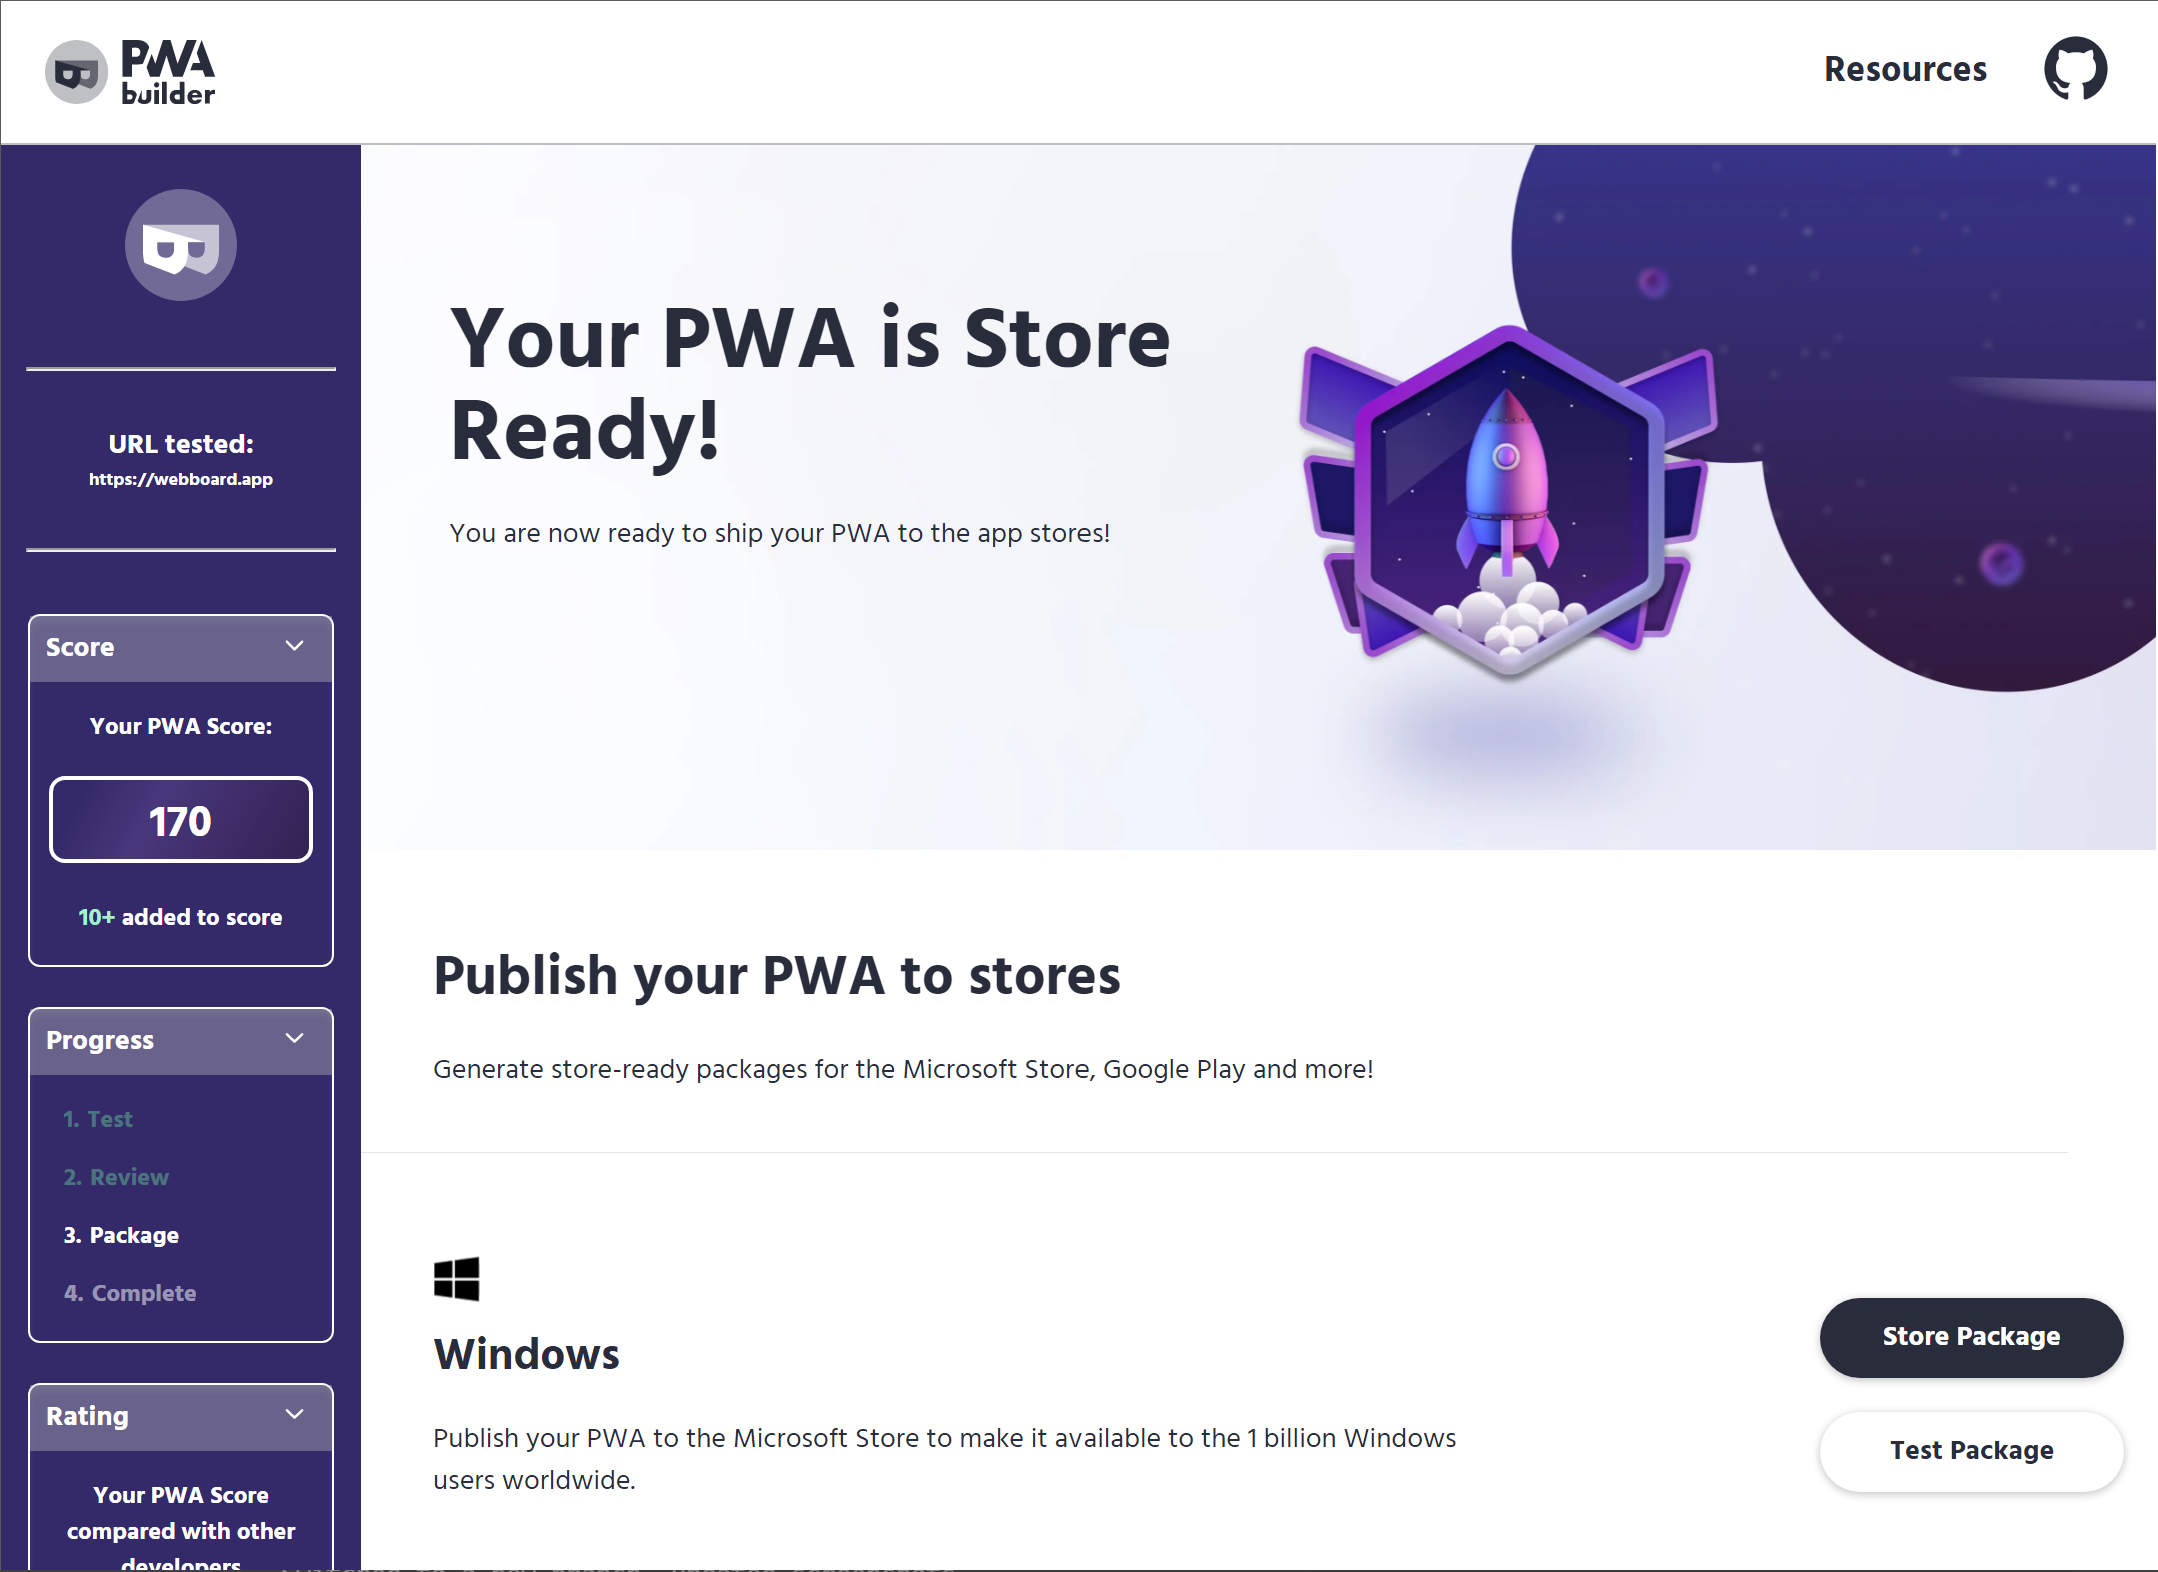 PWA
builder
Resources
URL tested:
https://webboard.app
Score
Your PWA Score:
170
10+ added to score
Progress
1. Test
2. Review
3. Package
4. Complete
Rating
Your PWA Score
compared with other
developers
Your PWA is Store
Ready!
You are now ready to ship your PWA to the app stores!
Publish your PWA to stores
Generate store-ready packages for the Microsoft Store, Google Play and more!
Windows
Publish your PWA to the Microsoft Store to make it available to the 1 billion Windows
users worldwide.
Store Package
Test Package